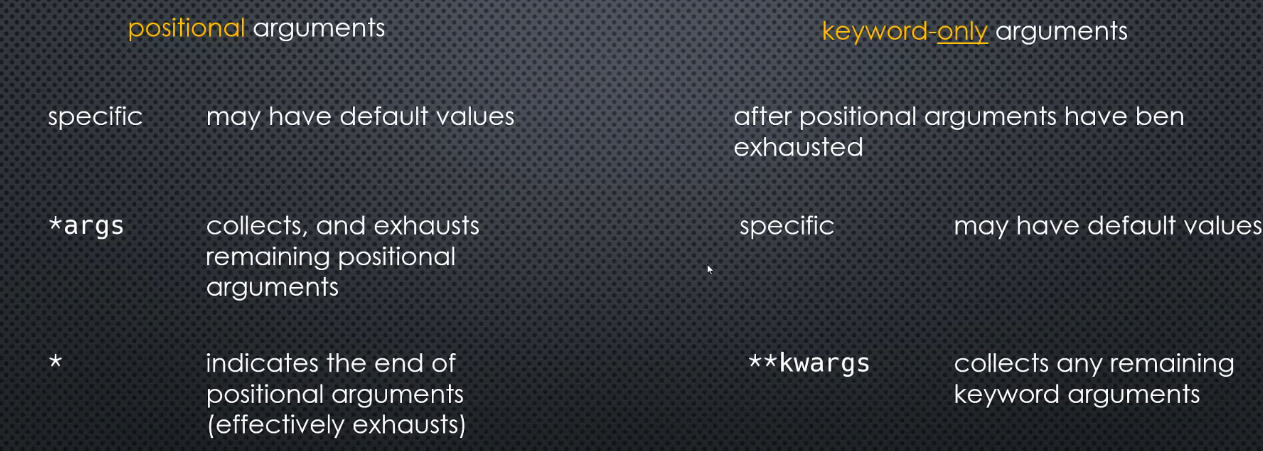 positional arguments
keyword-only arguments
specific
may have default values
after positional arguments have ben
exhausted
*args
collects, and exhausts
remaining positional
arguments
specific
may have default values
*
indicates the end of
positional arguments
(effectively exhausts)
**kwargs
collects any remaining
keyword arguments